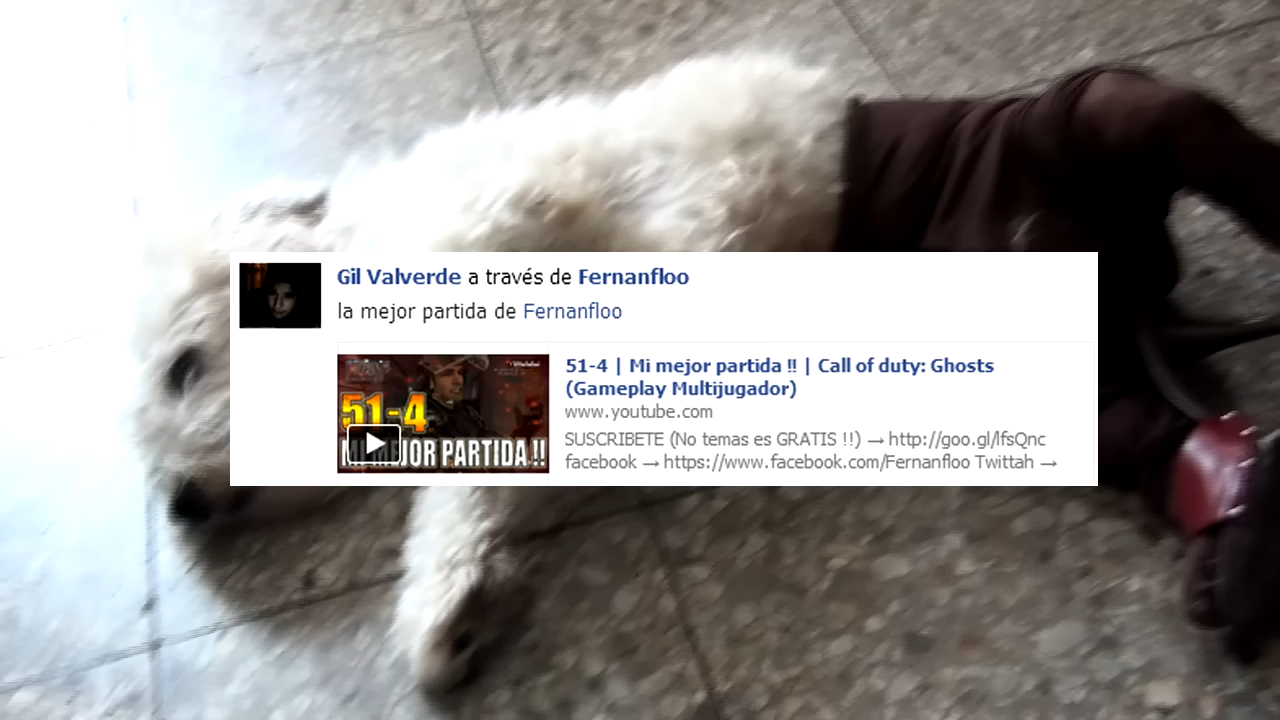 Gil Valverde a través de Fernanfloo
la mejor partida de Fernanfloo
51-4 | Mi mejor partida !! | Call of duty: Ghosts
(Gameplay Multijugador)
www.youtube.com
SUSCRIBETE (No temas es GRATIS !!) → http://goo.gl/lfsQnc
facebook → https://www.facebook.com/Fernanfloo Twittah →
51-4
MI MEJOR PARTIDA !!